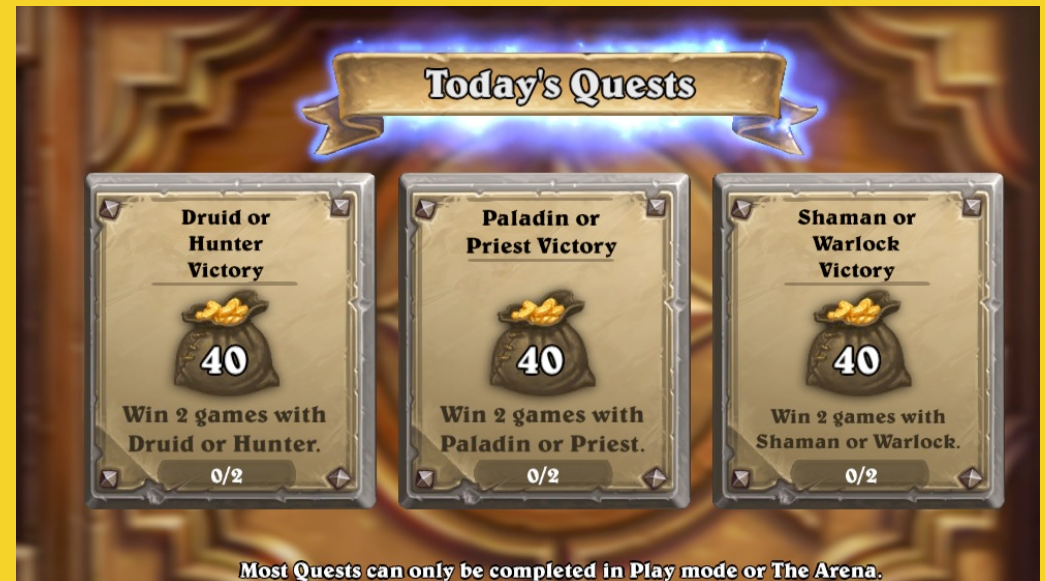 Today's Quests
Druid or
Hunter
Victory
40
Win 2 games with
Druid or Hunter.
0/2
Paladin or
Priest Victory
40
Win 2 games with
Paladin or Priest.
0/2
Shaman or
Warlock
Victory
40
Win 2 games with
Shaman or Warlock.
0/2
Most Quests can only be completed in Play mode or The Arena.